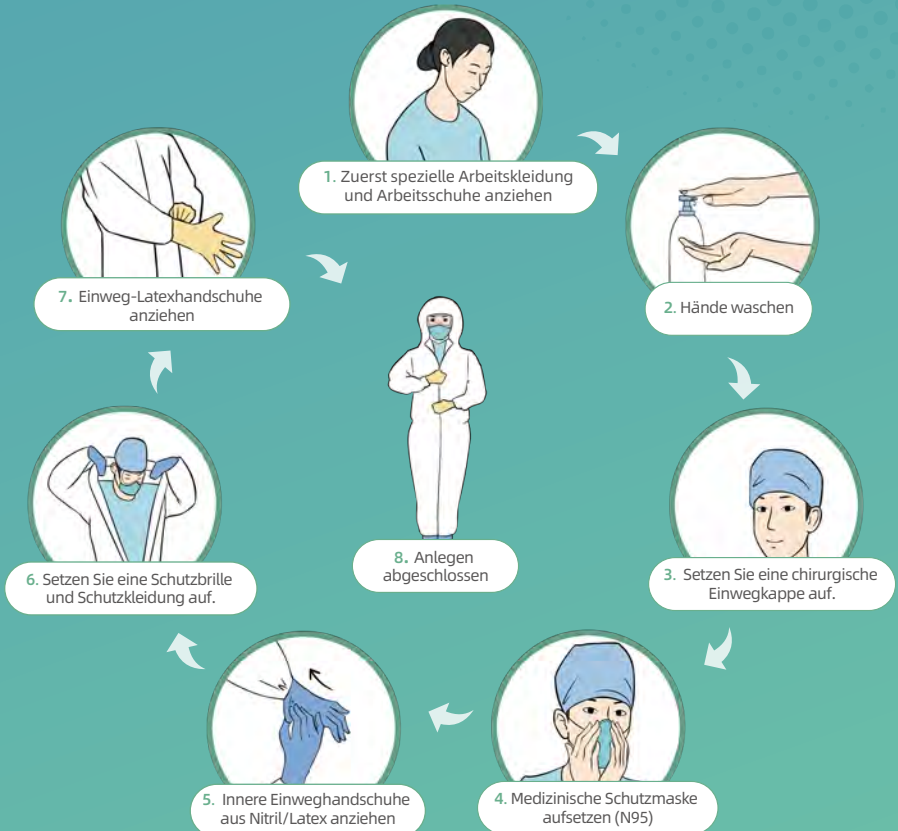 1. Zuerst spezielle Arbeitskleidung
und Arbeitsschuhe anziehen
2. Hände waschen
3. Setzen Sie eine chirurgische
Einwegkappe auf.
4. Medizinische Schutzmaske
aufsetzen (N95)
5. Innere Einweghandschuhe
aus Nitril/Latex anziehen
6. Setzen Sie eine Schutzbrille
und Schutzkleidung auf.
7. Einweg-Latexhandschuhe
anziehen
8. Anlegen
abgeschlossen